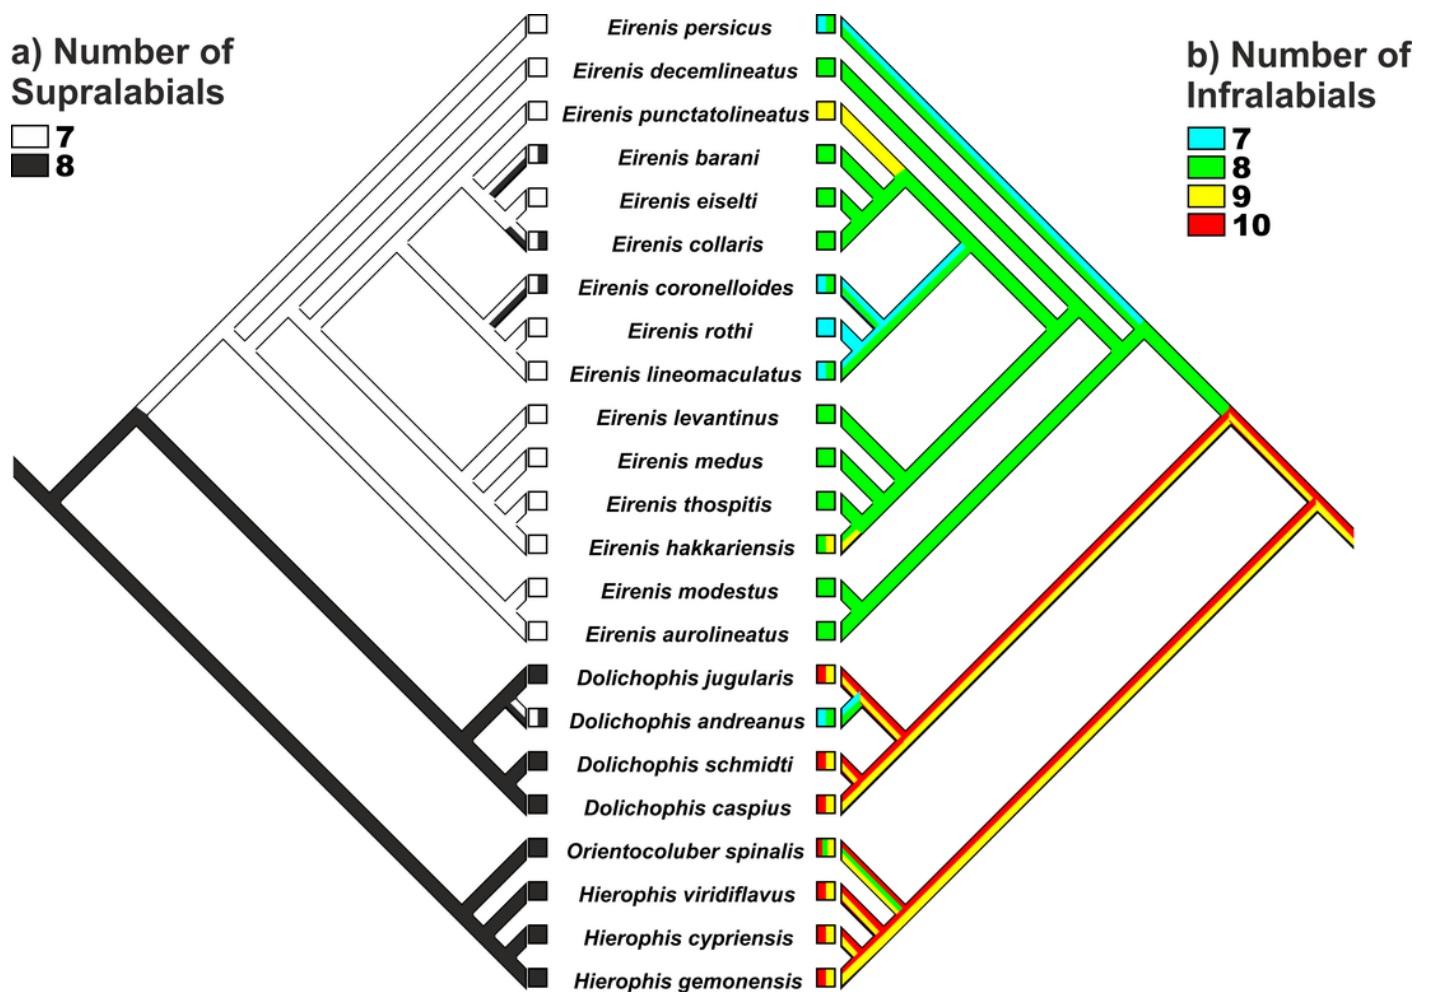 a) Number of
Supralabials
7
8
Eirenis persicus
Eirenis decemlineatus
Eirenis punctatolineatus
Eirenis barani
Eirenis eiselti
Eirenis collaris
Eirenis coronelloides
Eirenis rothi
Eirenis lineomaculatus
Eirenis levantinus
Eirenis medus
Eirenis thospitis
Eirenis hakkariensis
Eirenis modestus
Eirenis aurolineatus
Dolichophis jugularis
Dolichophis andreanus
Dolichophis schmidti
Dolichophis caspius
Orientocoluber spinalis
Hierophis viridiflavus
Hierophis cypriensis
Hierophis gemonensis
b) Number of
Infralabials
7
8
9
10